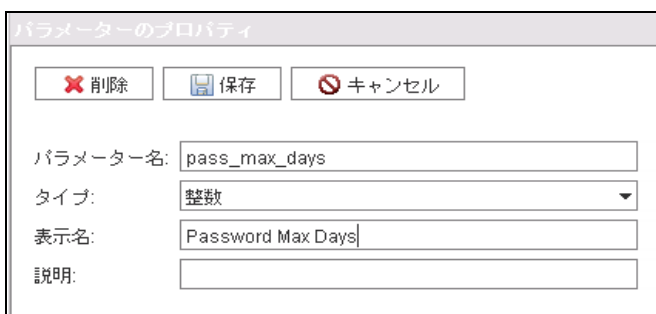 パラメーターのプロパティ
削除 保存 キャンセル
パラメーター名: pass_max_days
タイプ: 整数
表示名: Password Max Days
説明: